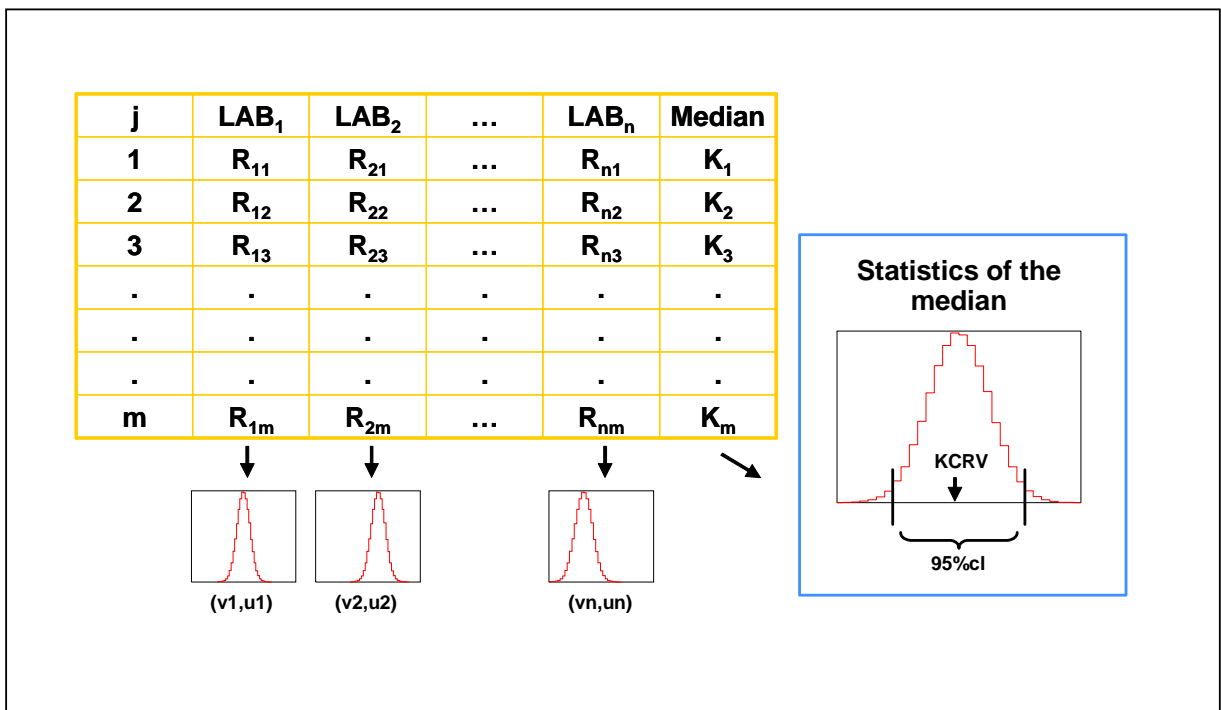 j LAB₁ LAB₂ ... LABₙ Median
1 R₁₁ R₂₁ ... Rₙ₁ K₁
2 R₁₂ R₂₂ ... Rₙ₂ K₂
3 R₁₃ R₂₃ ... Rₙ₃ K₃
. . . . . .
. . . . . .
. . . . . .
m R₁ₘ R₂ₘ ... Rₙₘ Kₘ
(v1,u1) (v2,u2) (vn,un)
Statistics of the
median
KCRV
95%cl